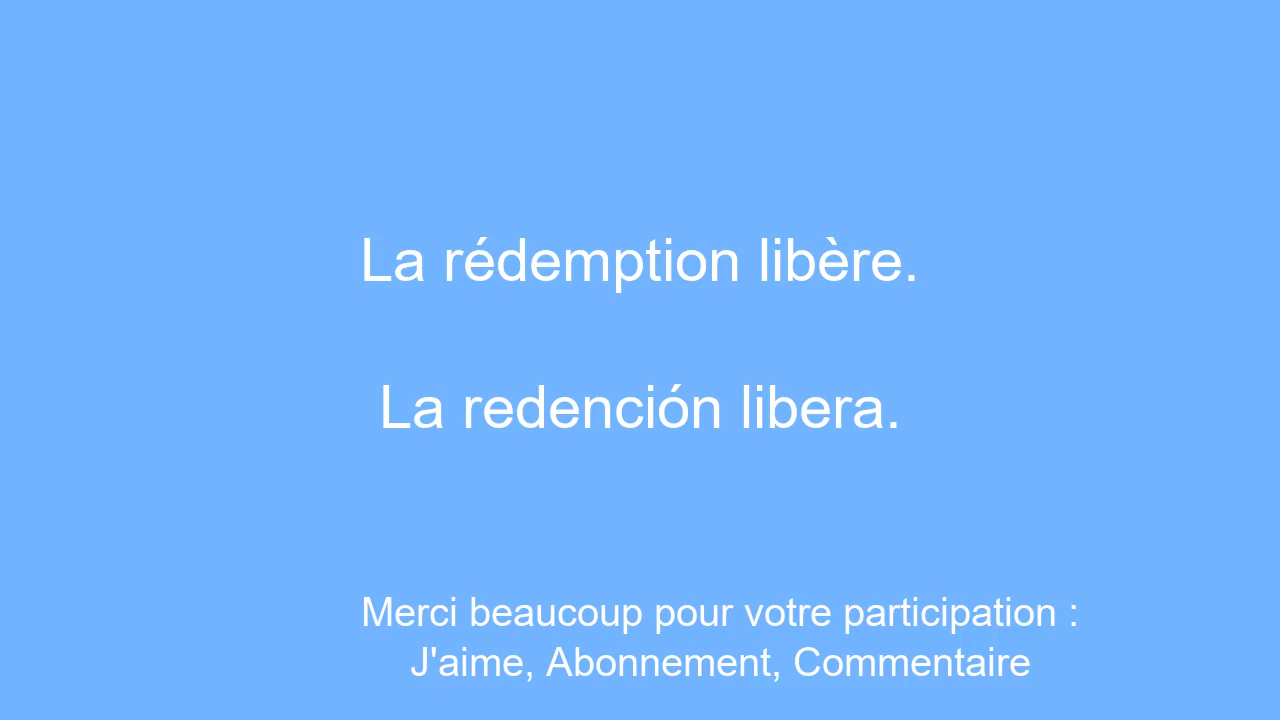 La rédemption libère.
La redención libera.
Merci beaucoup pour votre participation :
J'aime, Abonnement, Commentaire